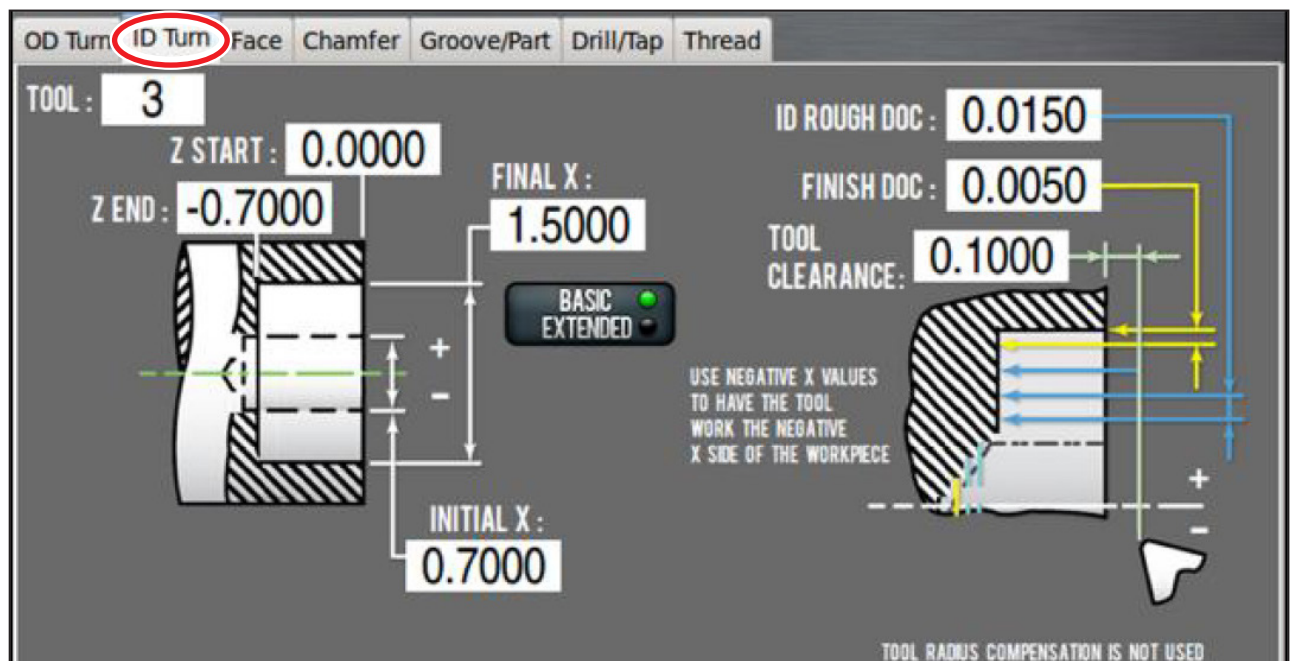 OD Turn ID Turn Face Chamfer Groove/Part Drill/Tap Thread
TOOL : 3
Z START : 0.0000
Z END : -0.7000
FINAL X :
1.5000
BASIC
EXTENDED
+
-
INITIAL X :
0.7000
ID ROUGH DOC : 0.0150
FINISH DOC : 0.0050
TOOL
CLEARANCE : 0.1000
USE NEGATIVE X VALUES
TO HAVE THE TOOL
WORK THE NEGATIVE
X SIDE OF THE WORKPIECE
+
-
TOOL RADIUS COMPENSATION IS NOT USED